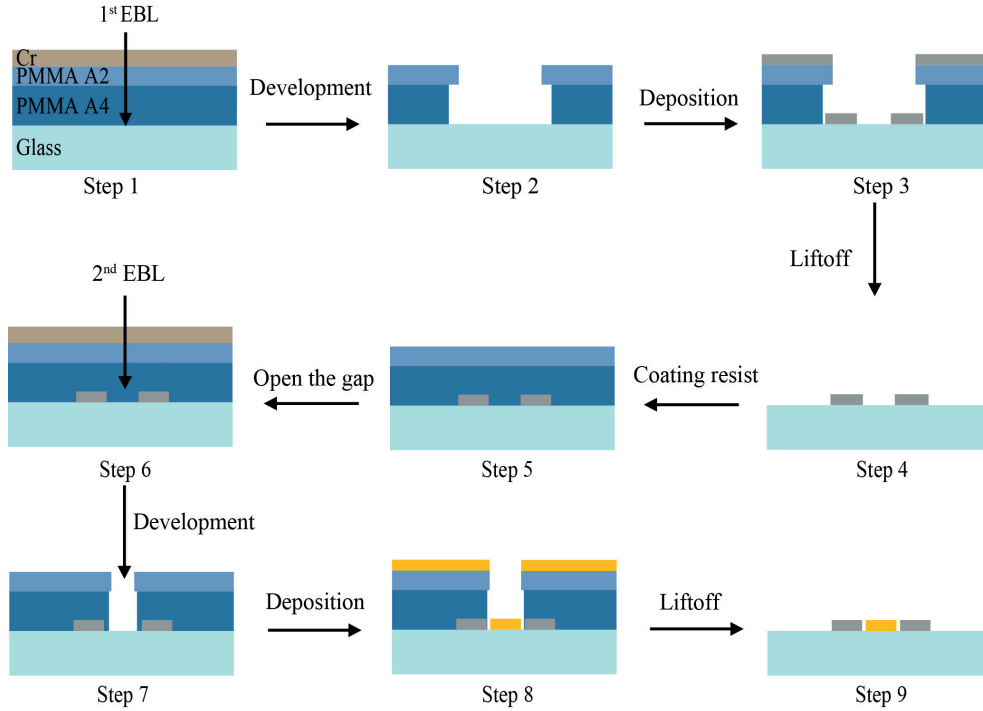 1st EBL
Cr
PMMA A2
PMMA A4
Glass
Step 1
Development
Step 2
Deposition
Step 3
Liftoff
Step 4
Coating resist
Step 5
Open the gap
2nd EBL
Step 6
Development
Step 7
Deposition
Step 8
Liftoff
Step 9